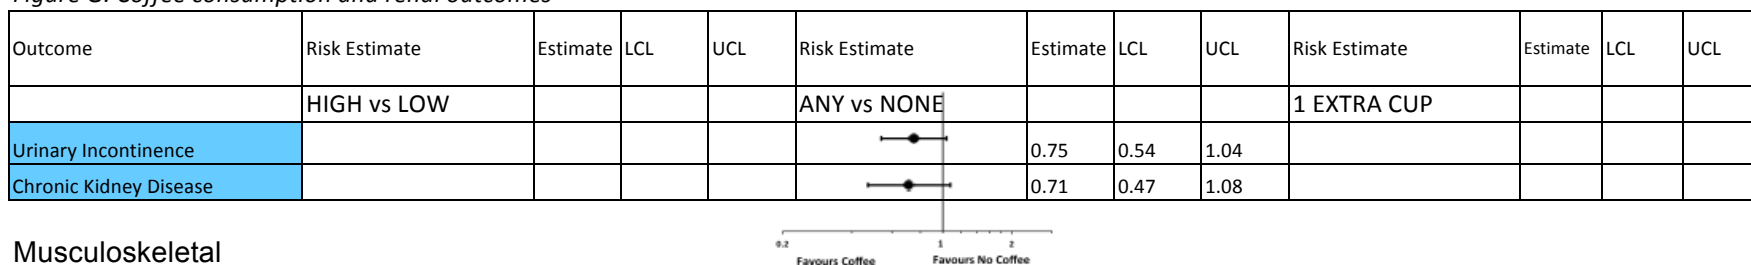 Figure G. Coffee consumption and renal outcomes
Outcome Risk Estimate Estimate LCL UCL Risk Estimate Estimate LCL UCL Risk Estimate Estimate LCL UCL
HIGH vs LOW ANY vs NONE 1 EXTRA CUP
Urinary Incontinence 0.75 0.54 1.04
Chronic Kidney Disease 0.71 0.47 1.08
0.2 1 2
Musculoskeletal
Favours Coffee Favours No Coffee